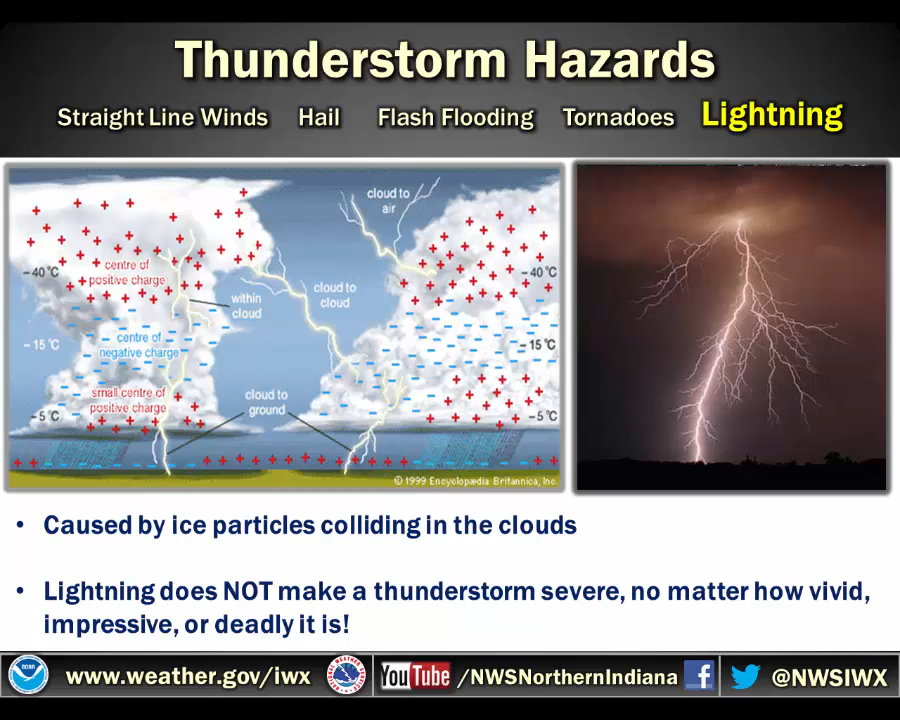 Thunderstorm Hazards
Straight Line Winds Hail Flash Flooding Tornadoes Lightning
cloud to
air
−40°C
centre of
positive charge
−40°C
within
cloud
cloud to
cloud
−15°C
centre of
negative charge
−15°C
small centre of
positive charge
cloud to
ground
−5°C
−5°C
© 1999 Encyclopædia Britannica, Inc.
• Caused by ice particles colliding in the clouds
• Lightning does NOT make a thunderstorm severe, no matter how vivid,
impressive, or deadly it is!
NOAA www.weather.gov/iwx YouTube /NWSNorthernIndiana f @NWSIWX